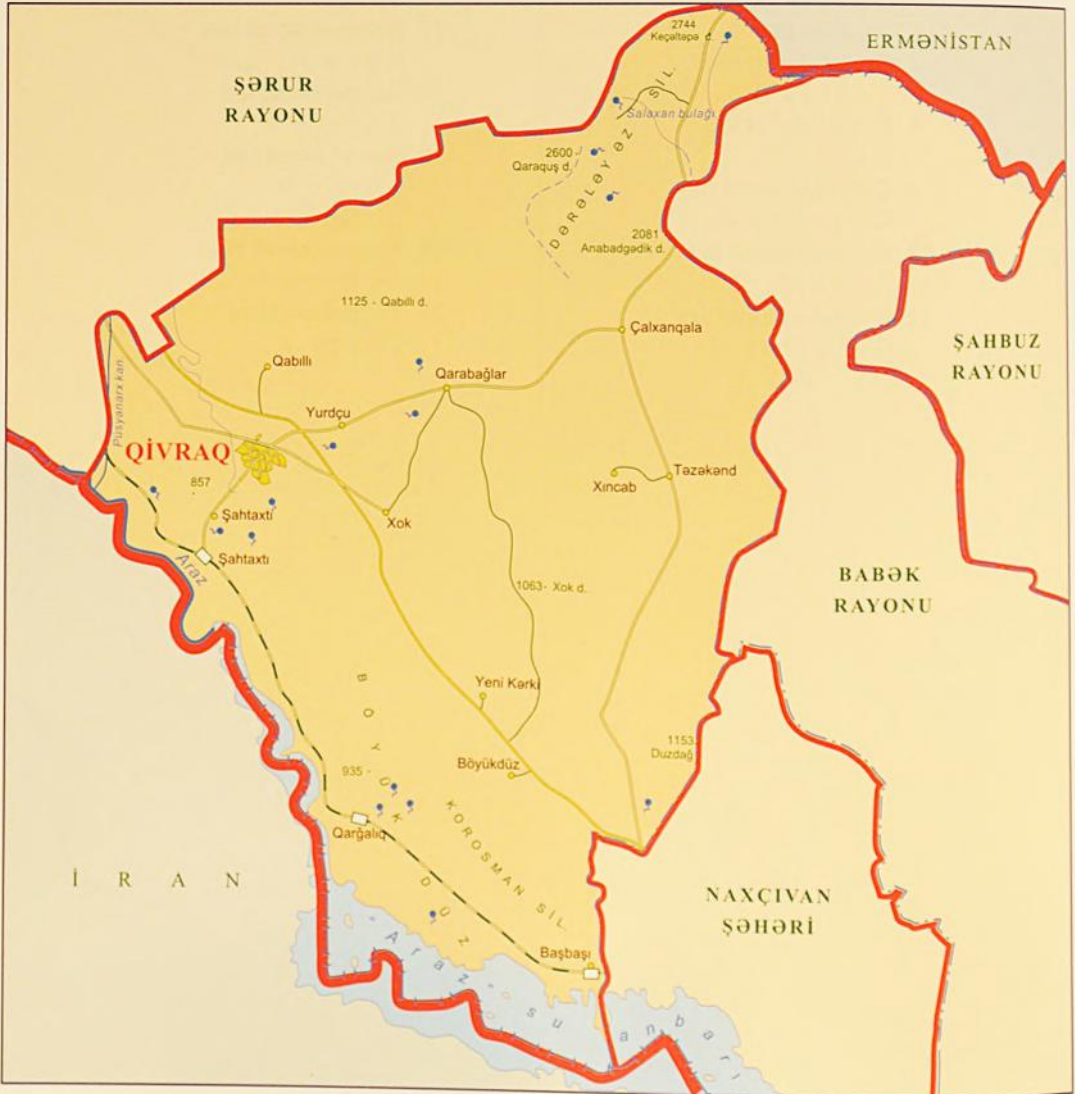 2744
Keçəltəpə d.
ERMƏNİSTAN
ŞƏRUR
RAYONU
DƏRƏLƏYƏZ SİL.
Salaxan bulağı
2600
Qaraquş d.
2081
Anabadgədik d.
1125 - Qabıllı d.
Çalxanqala
ŞAHBUZ
RAYONU
Qabıllı
Qarabağlar
Püsyanarx kan
Yurdçu
QİVRAQ
857
Xıncab
Təzəkənd
Şahtaxtı
Xok
Şahtaxtı
Araz
1063- Xok d.
BABƏK
RAYONU
Yeni Kərki
BÖYÜKDÜZ
1153
Duzdağ
Böyükdüz
935 -
KOROSMAN SİL.
Qarğalıq
İRAN
NAXÇIVAN
ŞƏHƏRİ
Başbaşı
Araz su anbarı